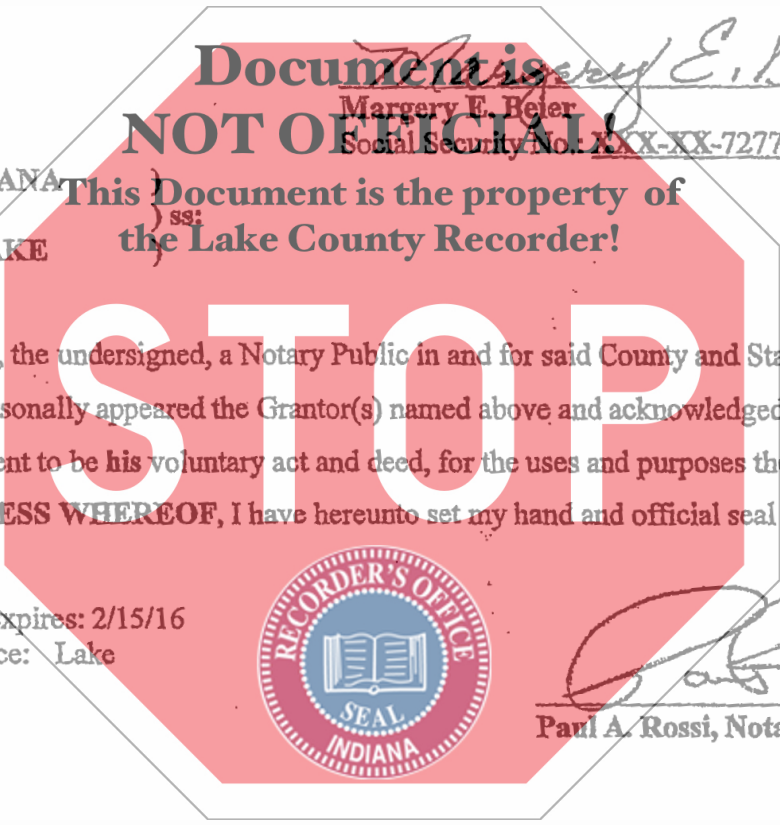 Document is
Margery E. B
Margery E. Beier
NOT OFFICIAL!
Social Security No.: XXX-XX-7277
ANA }
This Document is the property of
} ss:
the Lake County Recorder!
AKE }
STOP
, the undersigned, a Notary Public in and for said County and Sta
sonally appeared the Grantor(s) named above and acknowledged
ent to be his voluntary act and deed, for the uses and purposes the
ESS WHEREOF, I have hereunto set my hand and official seal
RECORDER'S OFFICE
SEAL
INDIANA
xpires: 2/15/16
ce: Lake
Paul A. Rossi, Nota